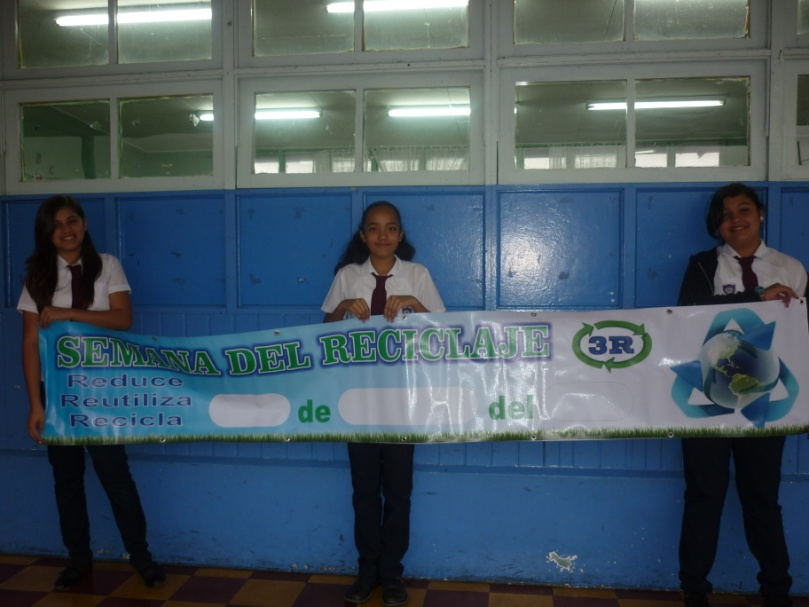 SEMANA DEL RECICLAJE
3R
Reduce
Reutiliza
Recicla
de del